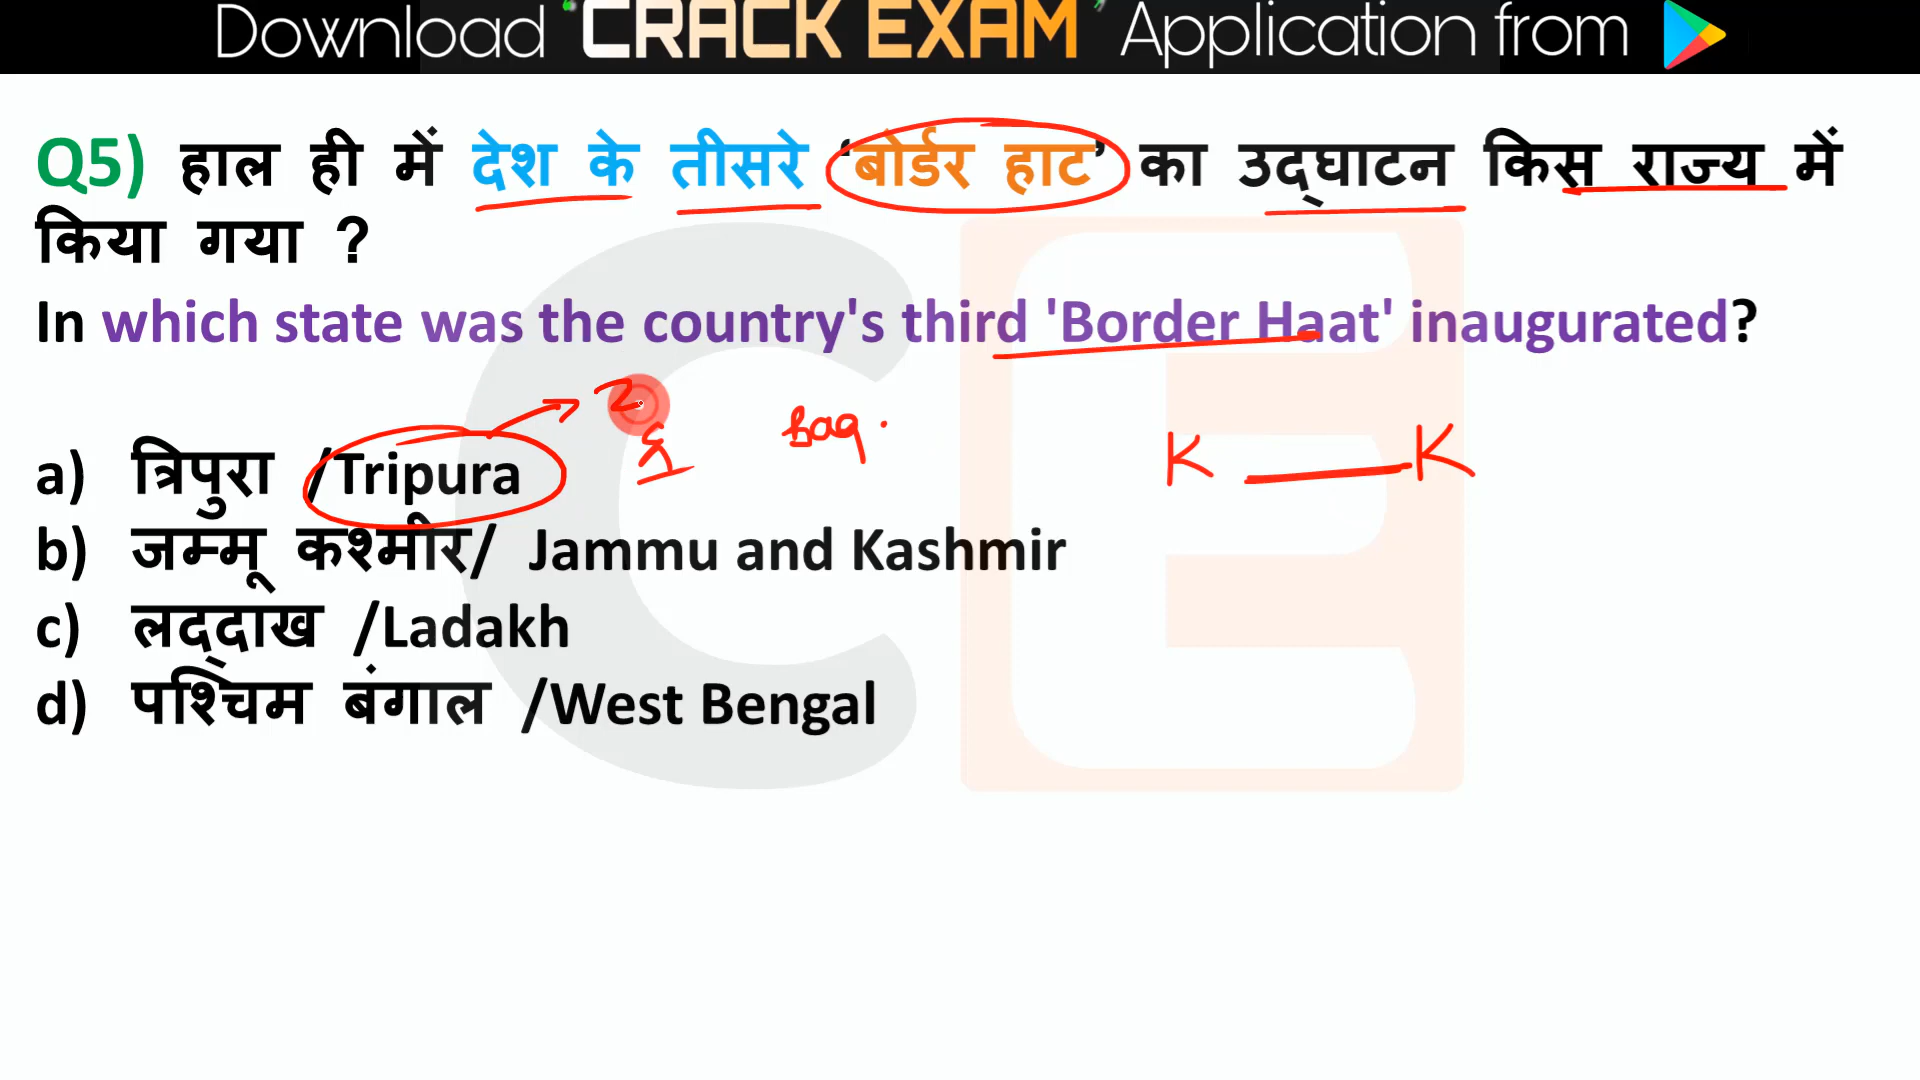 Download CRACK EXAM Application from
Q5) हाल ही में देश के तीसरे ‘बोर्डर हाट’ का उद्घाटन किस राज्य में
किया गया ?
In which state was the country's third 'Border Haat' inaugurated?
2
K K
a) त्रिपुरा /Tripura
b) जम्मू कश्मीर/ Jammu and Kashmir
c) लद्दाख /Ladakh
d) पश्चिम बंगाल /West Bengal
CE